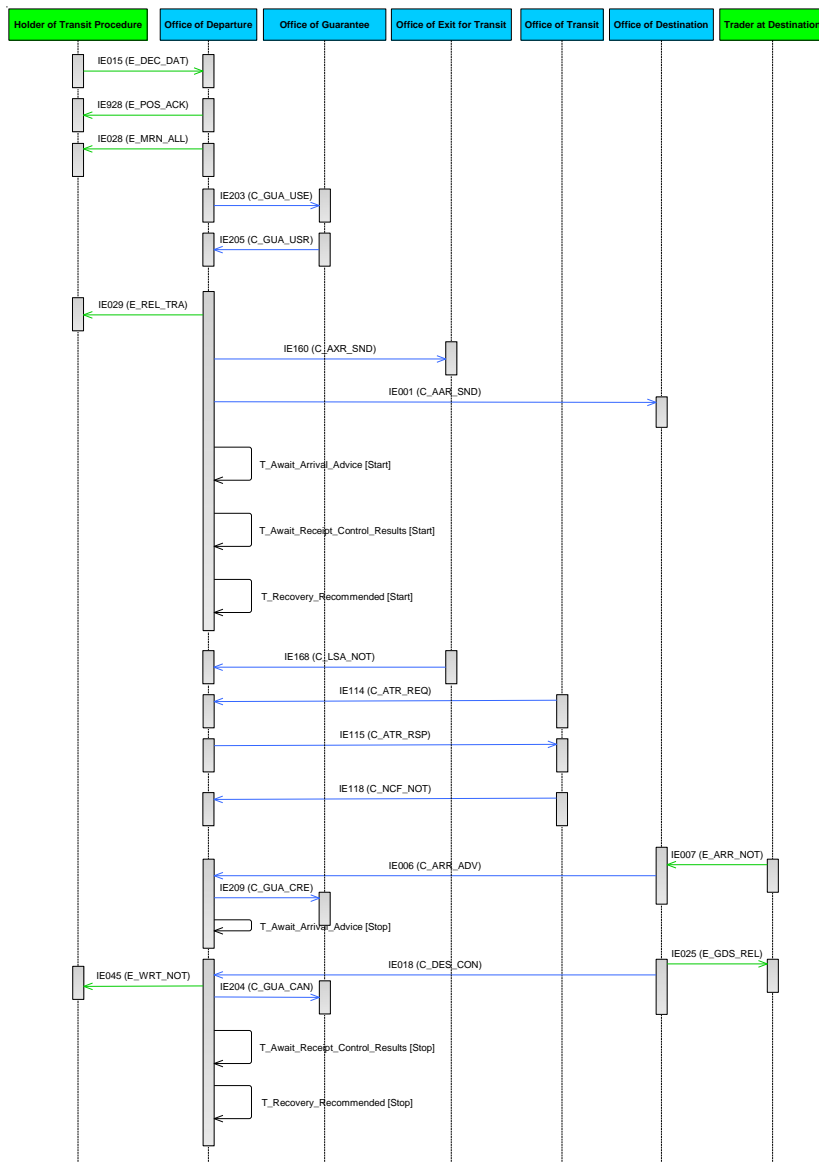 Holder of Transit Procedure
Office of Departure
Office of Guarantee
Office of Exit for Transit
Office of Transit
Office of Destination
Trader at Destination
IE015 (E_DEC_DAT)
IE928 (E_POS_ACK)
IE028 (E_MRN_ALL)
IE203 (C_GUA_USE)
IE205 (C_GUA_USR)
IE029 (E_REL_TRA)
IE160 (C_AXR_SND)
IE001 (C_AAR_SND)
T_Await_Arrival_Advice [Start]
T_Await_Receipt_Control_Results [Start]
T_Recovery_Recommended [Start]
IE168 (C_LSA_NOT)
IE114 (C_ATR_REQ)
IE115 (C_ATR_RSP)
IE118 (C_NCF_NOT)
IE007 (E_ARR_NOT)
IE006 (C_ARR_ADV)
IE209 (C_GUA_CRE)
T_Await_Arrival_Advice [Stop]
IE025 (E_GDS_REL)
IE018 (C_DES_CON)
IE045 (E_WRT_NOT)
IE204 (C_GUA_CAN)
T_Await_Receipt_Control_Results [Stop]
T_Recovery_Recommended [Stop]